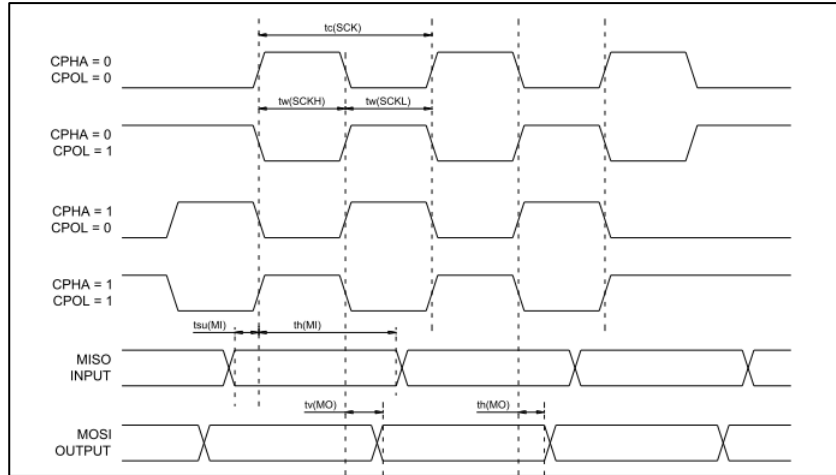 tc(SCK)
CPHA = 0
CPOL = 0
tw(SCKH)
tw(SCKL)
CPHA = 0
CPOL = 1
CPHA = 1
CPOL = 0
CPHA = 1
CPOL = 1
tsu(MI)
th(MI)
MISO
INPUT
tv(MO)
th(MO)
MOSI
OUTPUT